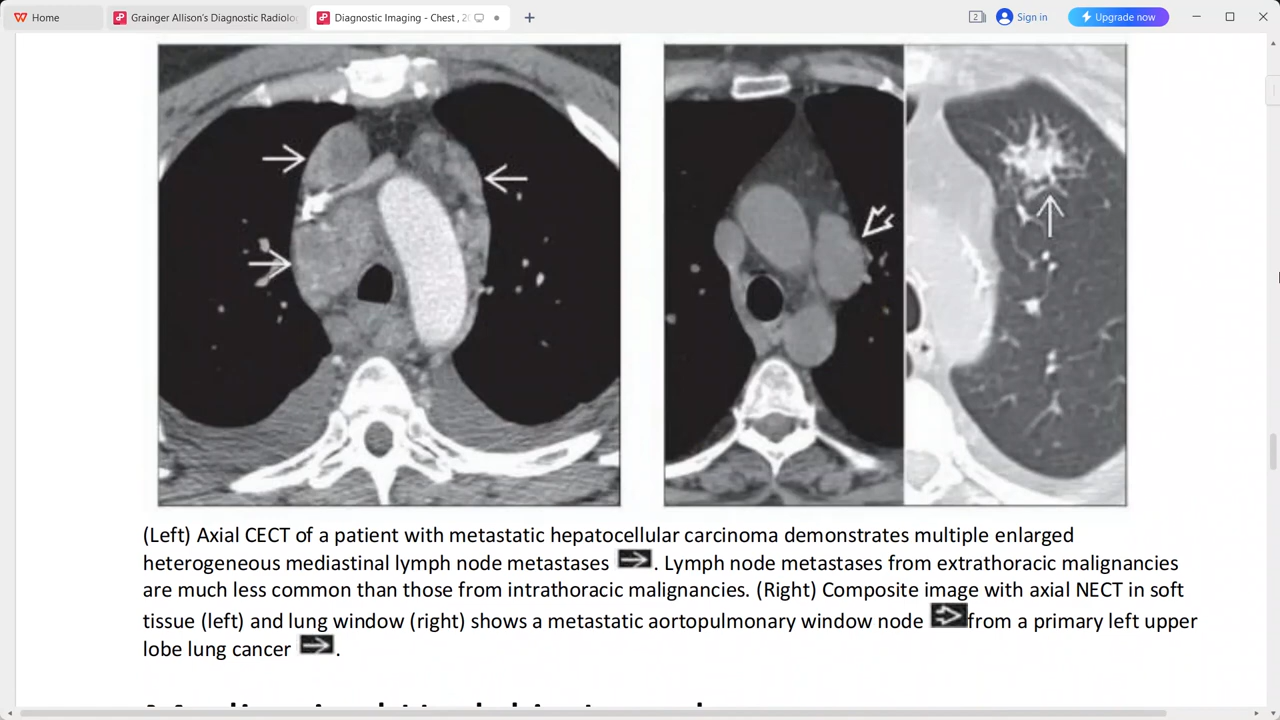 Home
Grainger Allison's Diagnostic Radiolo
Diagnostic Imaging - Chest , 2
2
Sign in
Upgrade now
(Left) Axial CECT of a patient with metastatic hepatocellular carcinoma demonstrates multiple enlarged
heterogeneous mediastinal lymph node metastases . Lymph node metastases from extrathoracic malignancies
are much less common than those from intrathoracic malignancies. (Right) Composite image with axial NECT in soft
tissue (left) and lung window (right) shows a metastatic aortopulmonary window node from a primary left upper
lobe lung cancer .